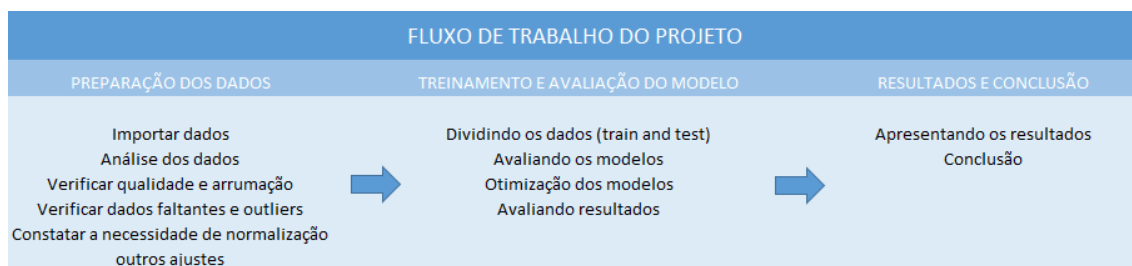 FLUXO DE TRABALHO DO PROJETO
PREPARAÇÃO DOS DADOS
Importar dados
Análise dos dados
Verificar qualidade e arrumação
Verificar dados faltantes e outliers
Constatar a necessidade de normalização
outros ajustes
TREINAMENTO E AVALIAÇÃO DO MODELO
Dividindo os dados (train and test)
Avaliando os modelos
Otimização dos modelos
Avaliando resultados
RESULTADOS E CONCLUSÃO
Apresentando os resultados
Conclusão